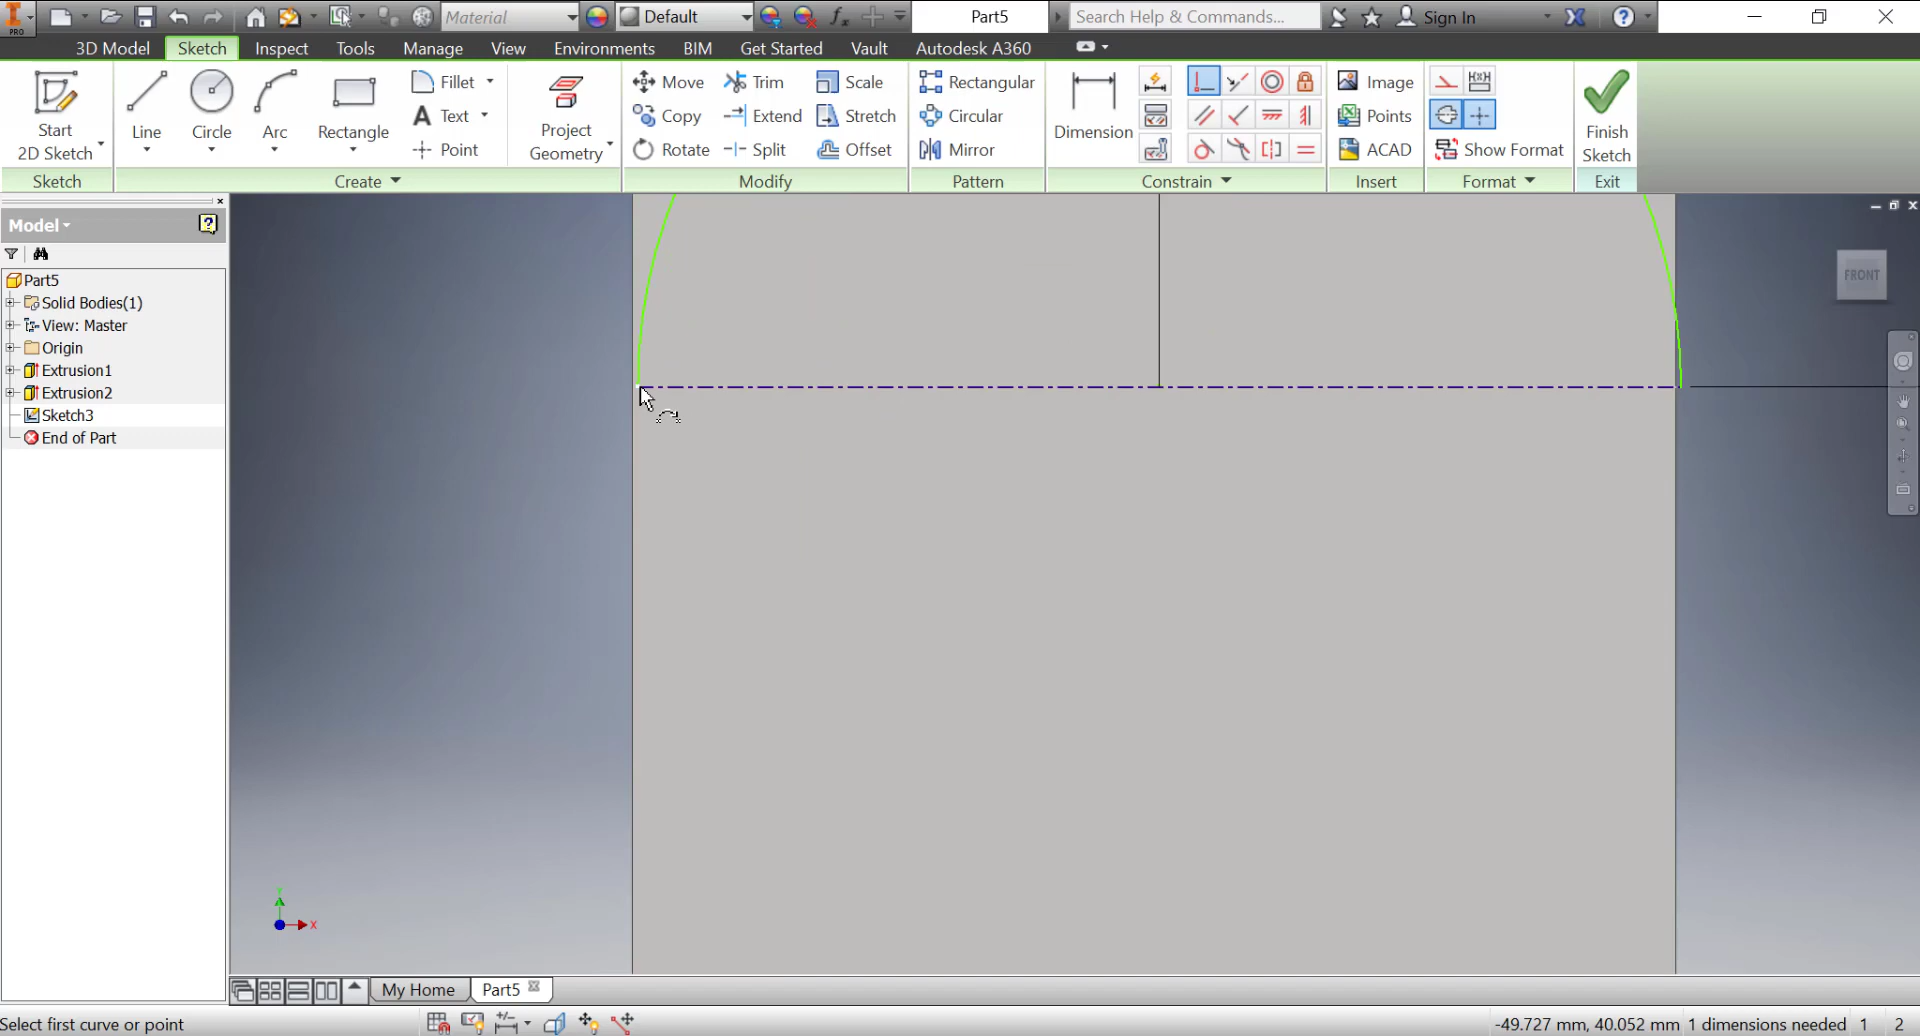 PRO
Material
Default
fx
Part5
Search Help & Commands...
Sign In
3D Model
Sketch
Inspect
Tools
Manage
View
Environments
BIM
Get Started
Vault
Autodesk A360
Start
2D Sketch
Line
Circle
Arc
Rectangle
Fillet
A Text
Point
Project
Geometry
Move
Copy
Rotate
Trim
Extend
Split
Scale
Stretch
Offset
Rectangular
Circular
Mirror
Dimension
Image
Points
ACAD
Show Format
Finish
Sketch
Sketch
Create
Modify
Pattern
Constrain
Insert
Format
Exit
Model
Part5
Solid Bodies(1)
View: Master
Origin
Extrusion1
Extrusion2
Sketch3
End of Part
FRONT
Y
X
My Home
Part5
Select first curve or point
-49.727 mm, 40.052 mm 1 dimensions needed 1 2